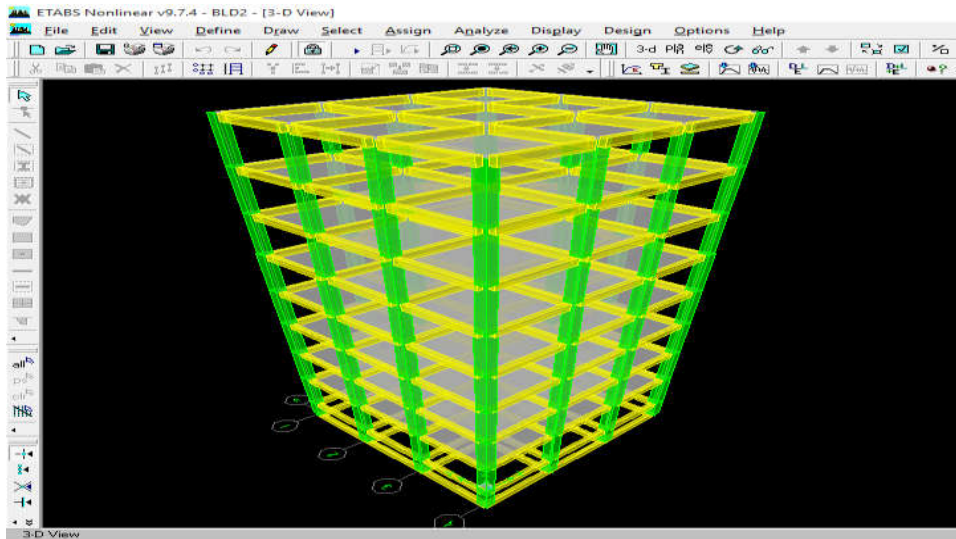 ETABS Nonlinear v9.7.4 - BLD2 - [3-D View]
File Edit View Define Draw Select Assign Analyze Display Design Options Help
3-d
all
3-D View